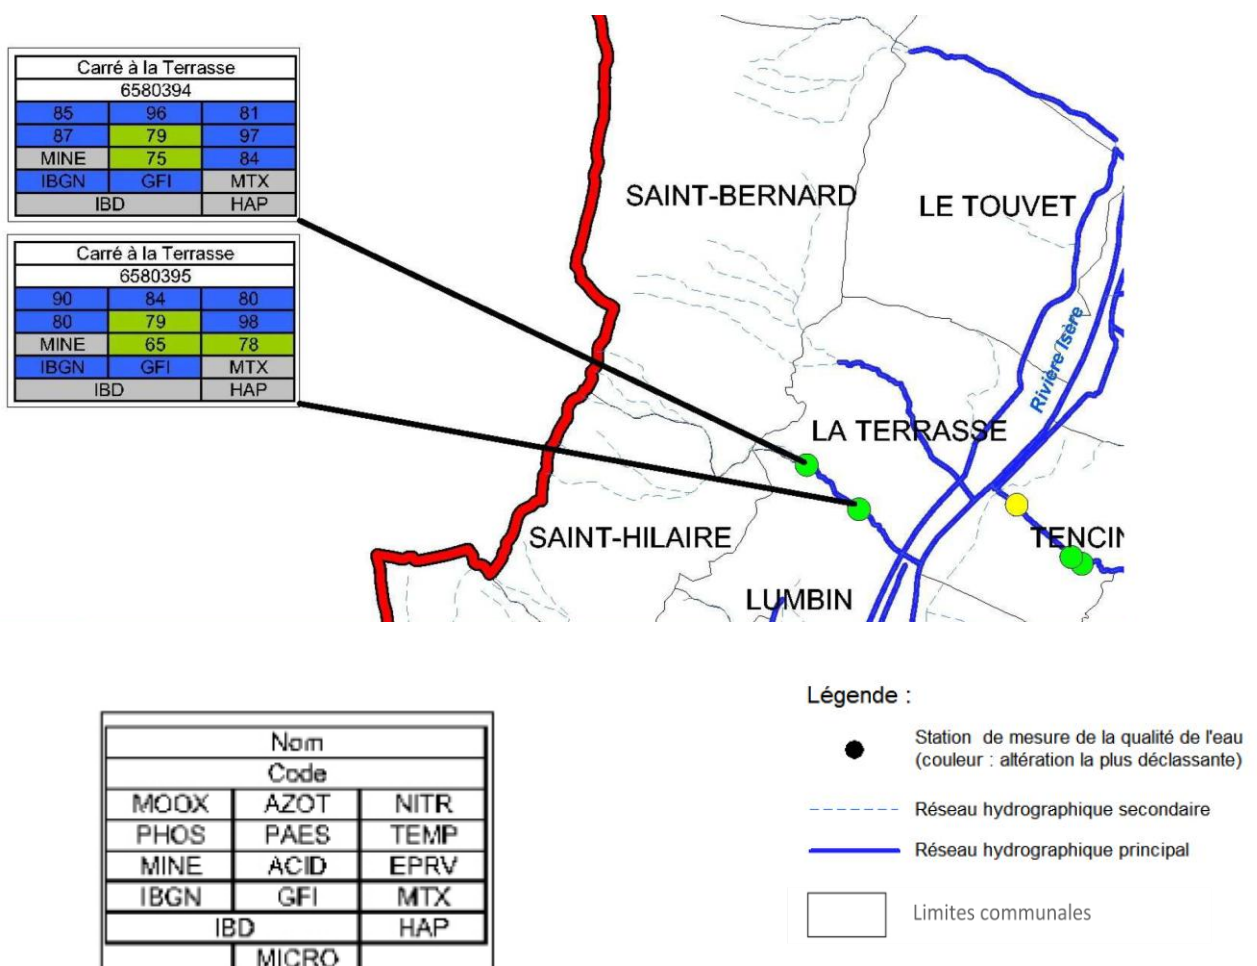 Carré à la Terrasse
6580394
85 96 81
87 79 97
MINE 75 84
IBGN GFI MTX
IBD HAP
Carré à la Terrasse
6580395
90 84 80
80 79 98
MINE 65 78
IBGN GFI MTX
IBD HAP
SAINT-BERNARD
LE TOUVET
Rivière Isère
LA TERRASSE
SAINT-HILAIRE
TENCIN
LUMBIN
Nom
Code
MOOX AZOT NITR
PHOS PAES TEMP
MINE ACID EPRV
IBGN GFI MTX
IBD HAP
MICRO
Légende :
Station de mesure de la qualité de l'eau
(couleur : altération la plus déclassante)
Réseau hydrographique secondaire
Réseau hydrographique principal
Limites communales